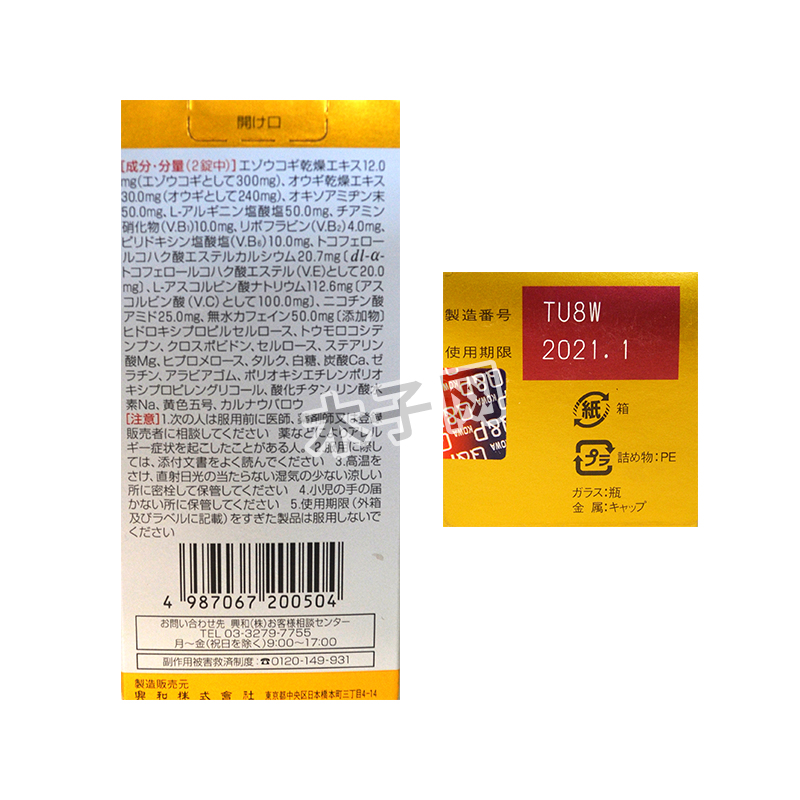 開け口
[成分・分量(2錠中)]エゾウコギ乾燥エキス12.0
mg(エゾウコギとして300mg)、オウギ乾燥エキス
30.0mg(オウギとして240mg)、オキソアミヂン末
50.0mg、L-アルギニン塩酸塩50.0mg、チアミン
硝化物(V.B₁)10.0mg、リボフラビン(V.B₂)4.0mg、
ピリドキシン塩酸塩(V.B₆)10.0mg、トコフェロ
ールコハク酸エステルカルシウム20.7mg[dl-α-
トコフェロールコハク酸エステル(V.E)として20.0
mg]、L-アスコルビン酸ナトリウム112.6mg[アス
コルビン酸(V.C)として100.0mg]、ニコチン酸
アミド25.0mg、無水カフェイン50.0mg[添加物]
ヒドロキシプロピルセルロース、トウモロコシデ
ンプン、クロスポビドン、セルロース、ステアリン
酸Mg、ヒプロメロース、タルク、白糖、炭酸Ca、ゼ
ラチン、アラビアゴム、ポリオキシエチレンポリオ
キシプロピレングリコール、酸化チタン、リン酸水
素Na、黄色五号、カルナウバロウ
[注意]1.次の人は服用前に医師、薬剤師又は登録
販売者に相談してください 薬などによりアレル
ギー症状を起こしたことがある人 2.服用に際し
ては、添付文書をよく読んでください 3.高温を
さけ、直射日光の当たらない湿気の少ない涼しい
所に密栓して保管してください 4.小児の手の届
かない所に保管してください 5.使用期限(外箱
及びラベルに記載)をすぎた製品は服用しないで
ください
4 987067 200504
お問い合わせ先 興和(株)お客様相談センター
TEL 03-3279-7755
月〜金(祝日を除く)9:00〜17:00
副作用被害救済制度:☎0120-149-931
製造販売元
興和株式會社 東京都中央区日本橋本町三丁目4-14
製造番号 TU8W
使用期限 2021.1
紙 箱
プラ 詰め物:PE
ガラス:瓶
金 属:キャップ
KOWA
本子网